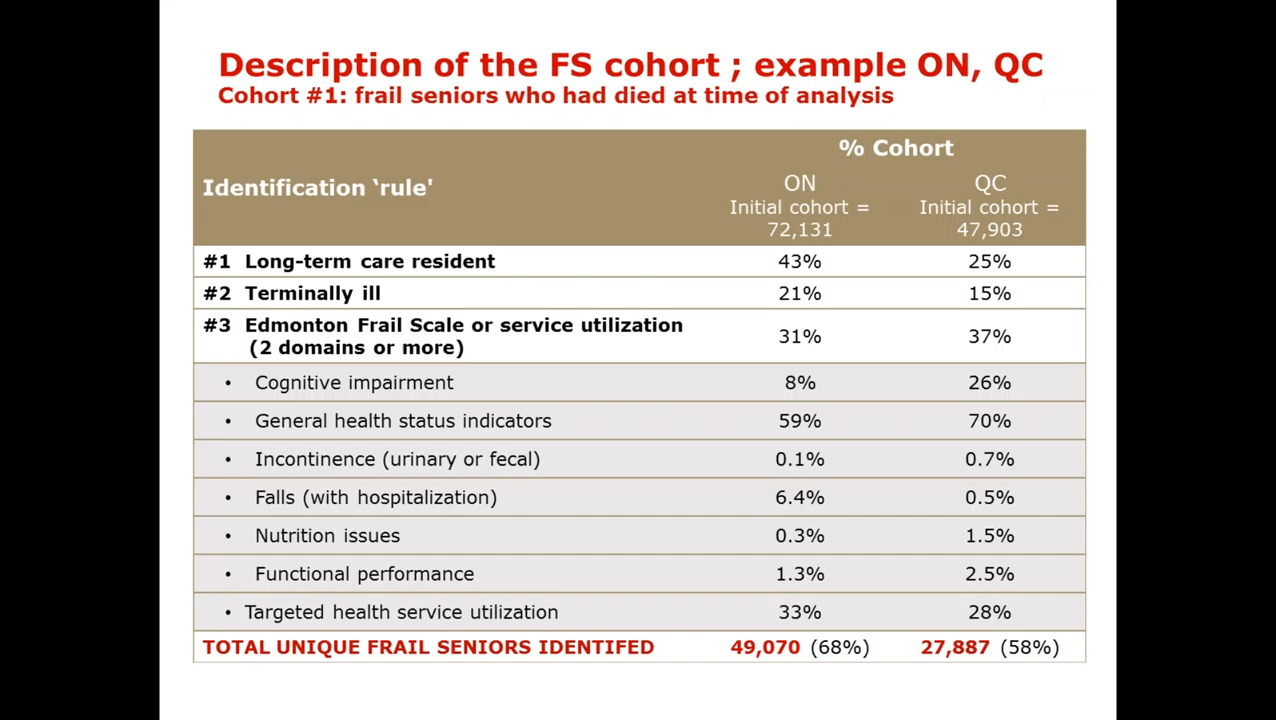 Description of the FS cohort ; example ON, QC
Cohort #1: frail seniors who had died at time of analysis
Identification ‘rule'
% Cohort
ON
Initial cohort =
72,131
QC
Initial cohort =
47,903
#1 Long-term care resident 43% 25%
#2 Terminally ill 21% 15%
#3 Edmonton Frail Scale or service utilization
(2 domains or more) 31% 37%
• Cognitive impairment 8% 26%
• General health status indicators 59% 70%
• Incontinence (urinary or fecal) 0.1% 0.7%
• Falls (with hospitalization) 6.4% 0.5%
• Nutrition issues 0.3% 1.5%
• Functional performance 1.3% 2.5%
• Targeted health service utilization 33% 28%
TOTAL UNIQUE FRAIL SENIORS IDENTIFED 49,070 (68%) 27,887 (58%)